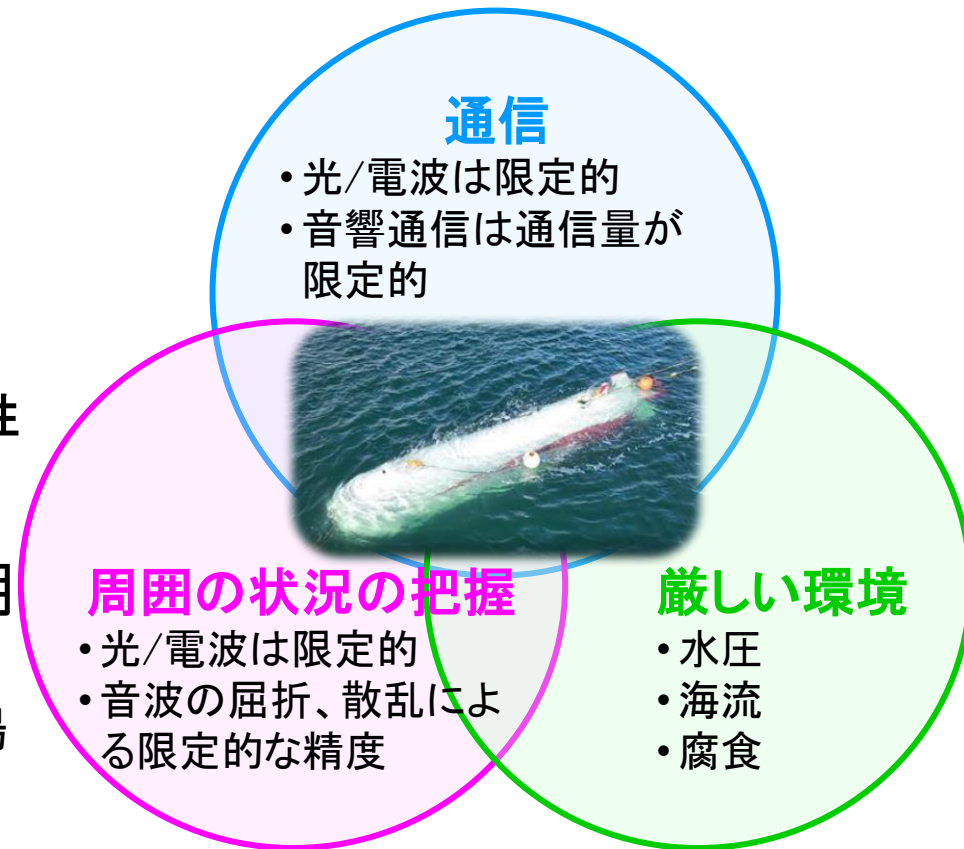 通信
・光/電波は限定的
・音響通信は通信量が
限定的
性
周囲の状況の把握
・光/電波は限定的
・音波の屈折、散乱によ
る限定的な精度
厳しい環境
・水圧
・海流
・腐食